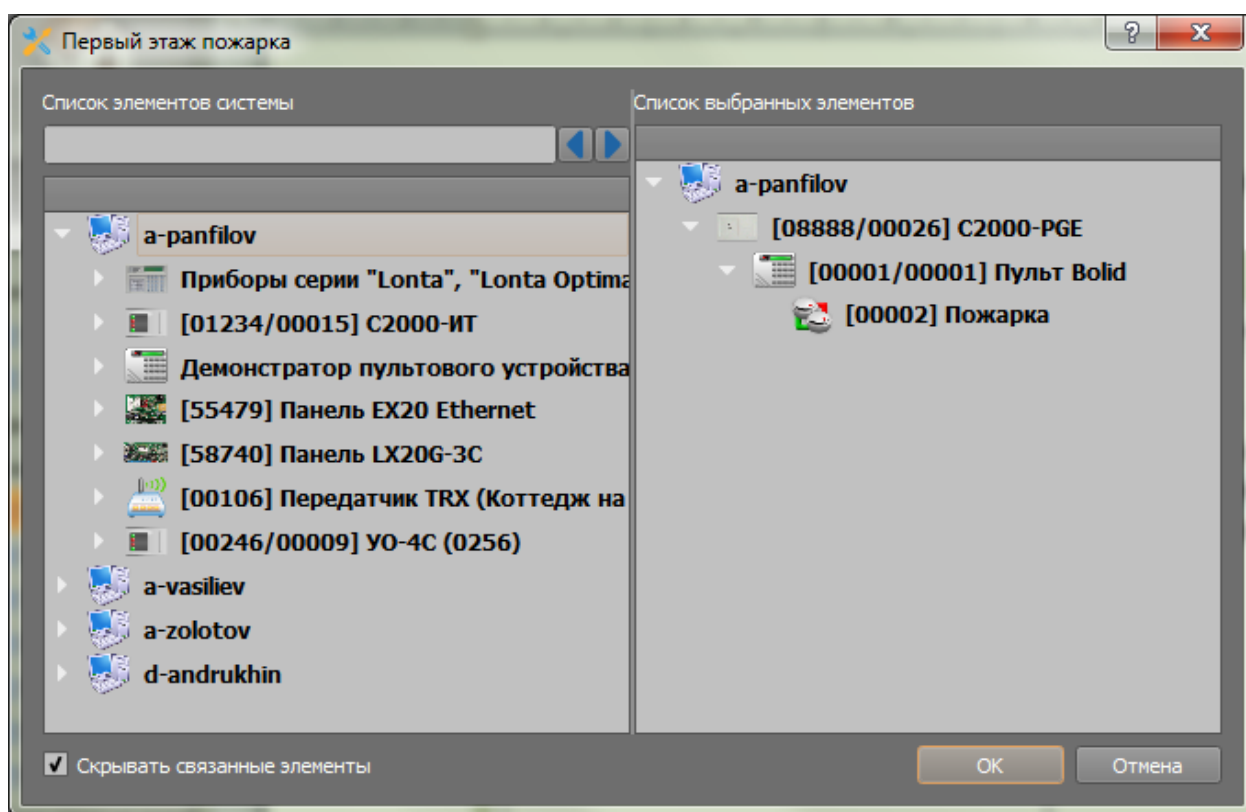 Первый этаж пожарка
Список элементов системы
a-panfilov
Приборы серии "Lonta", "Lonta Optima
[01234/00015] С2000-ИТ
Демонстратор пультового устройства
[55479] Панель EX20 Ethernet
[58740] Панель LX20G-3C
[00106] Передатчик TRX (Коттедж на
[00246/00009] УО-4С (0256)
a-vasiliev
a-zolotov
d-andrukhin
Скрывать связанные элементы
Список выбранных элементов
a-panfilov
[08888/00026] C2000-PGE
[00001/00001] Пульт Bolid
[00002] Пожарка
OK
Отмена